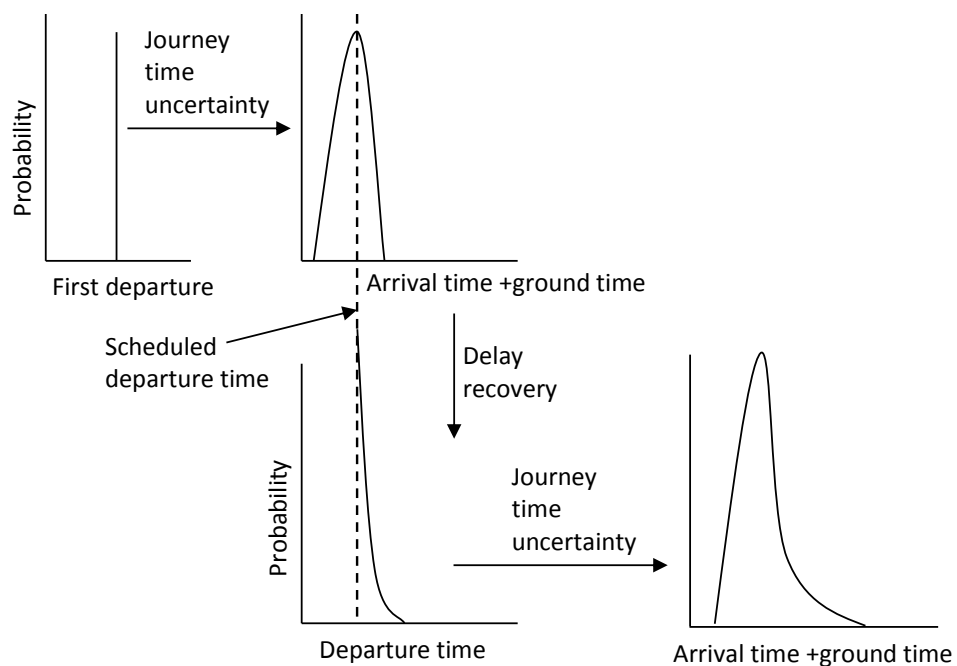 Journey
time
uncertainty
Probability
First departure
Arrival time +ground time
Scheduled
departure time
Delay
recovery
Probability
Journey
time
uncertainty
Departure time
Arrival time +ground time